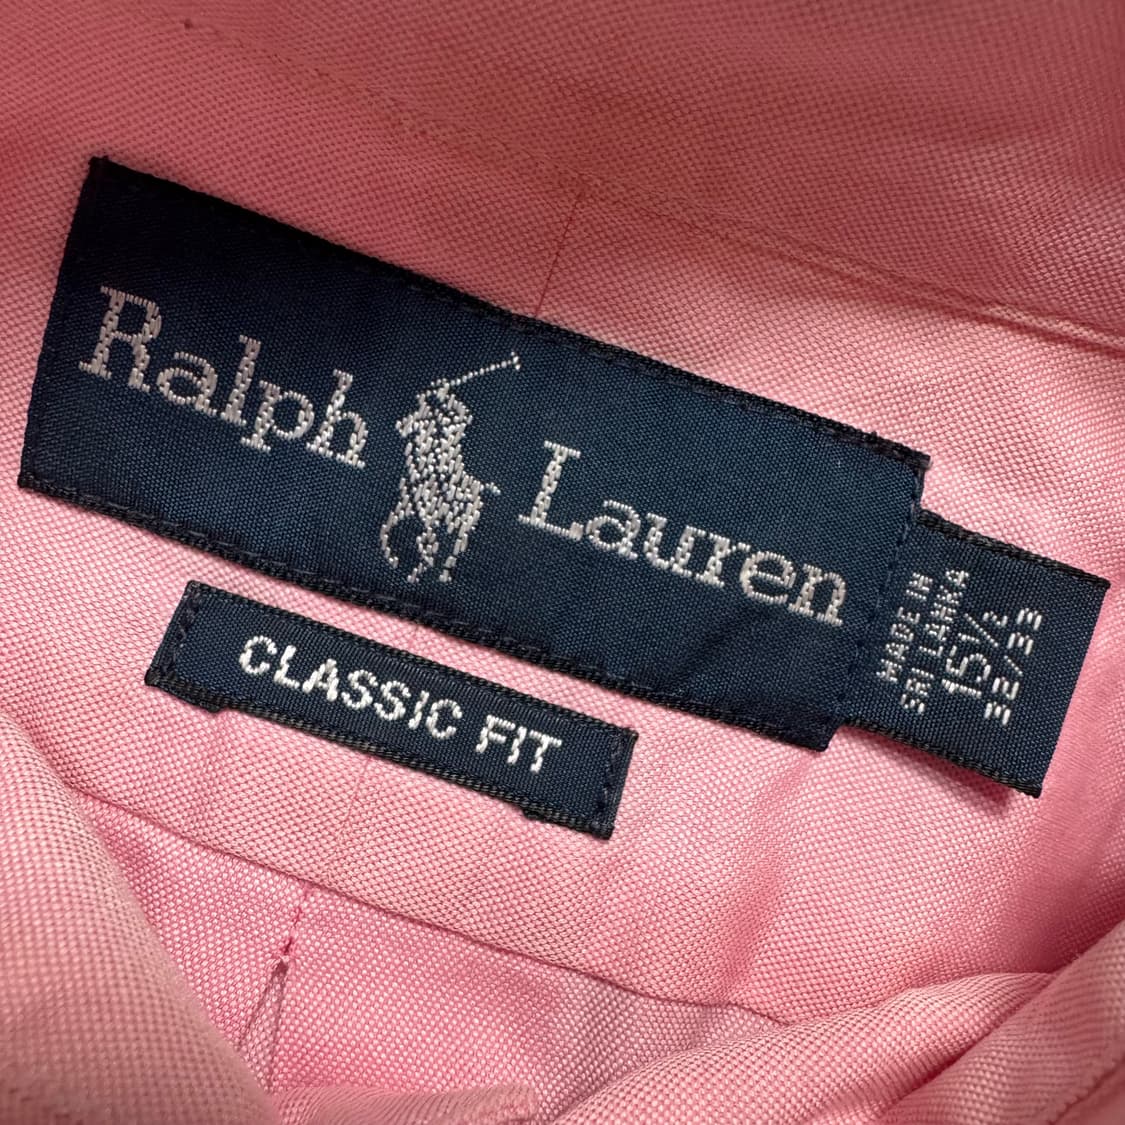 Ralph Lauren
CLASSIC FIT
MADE IN
SRI LANKA
15½
32/33